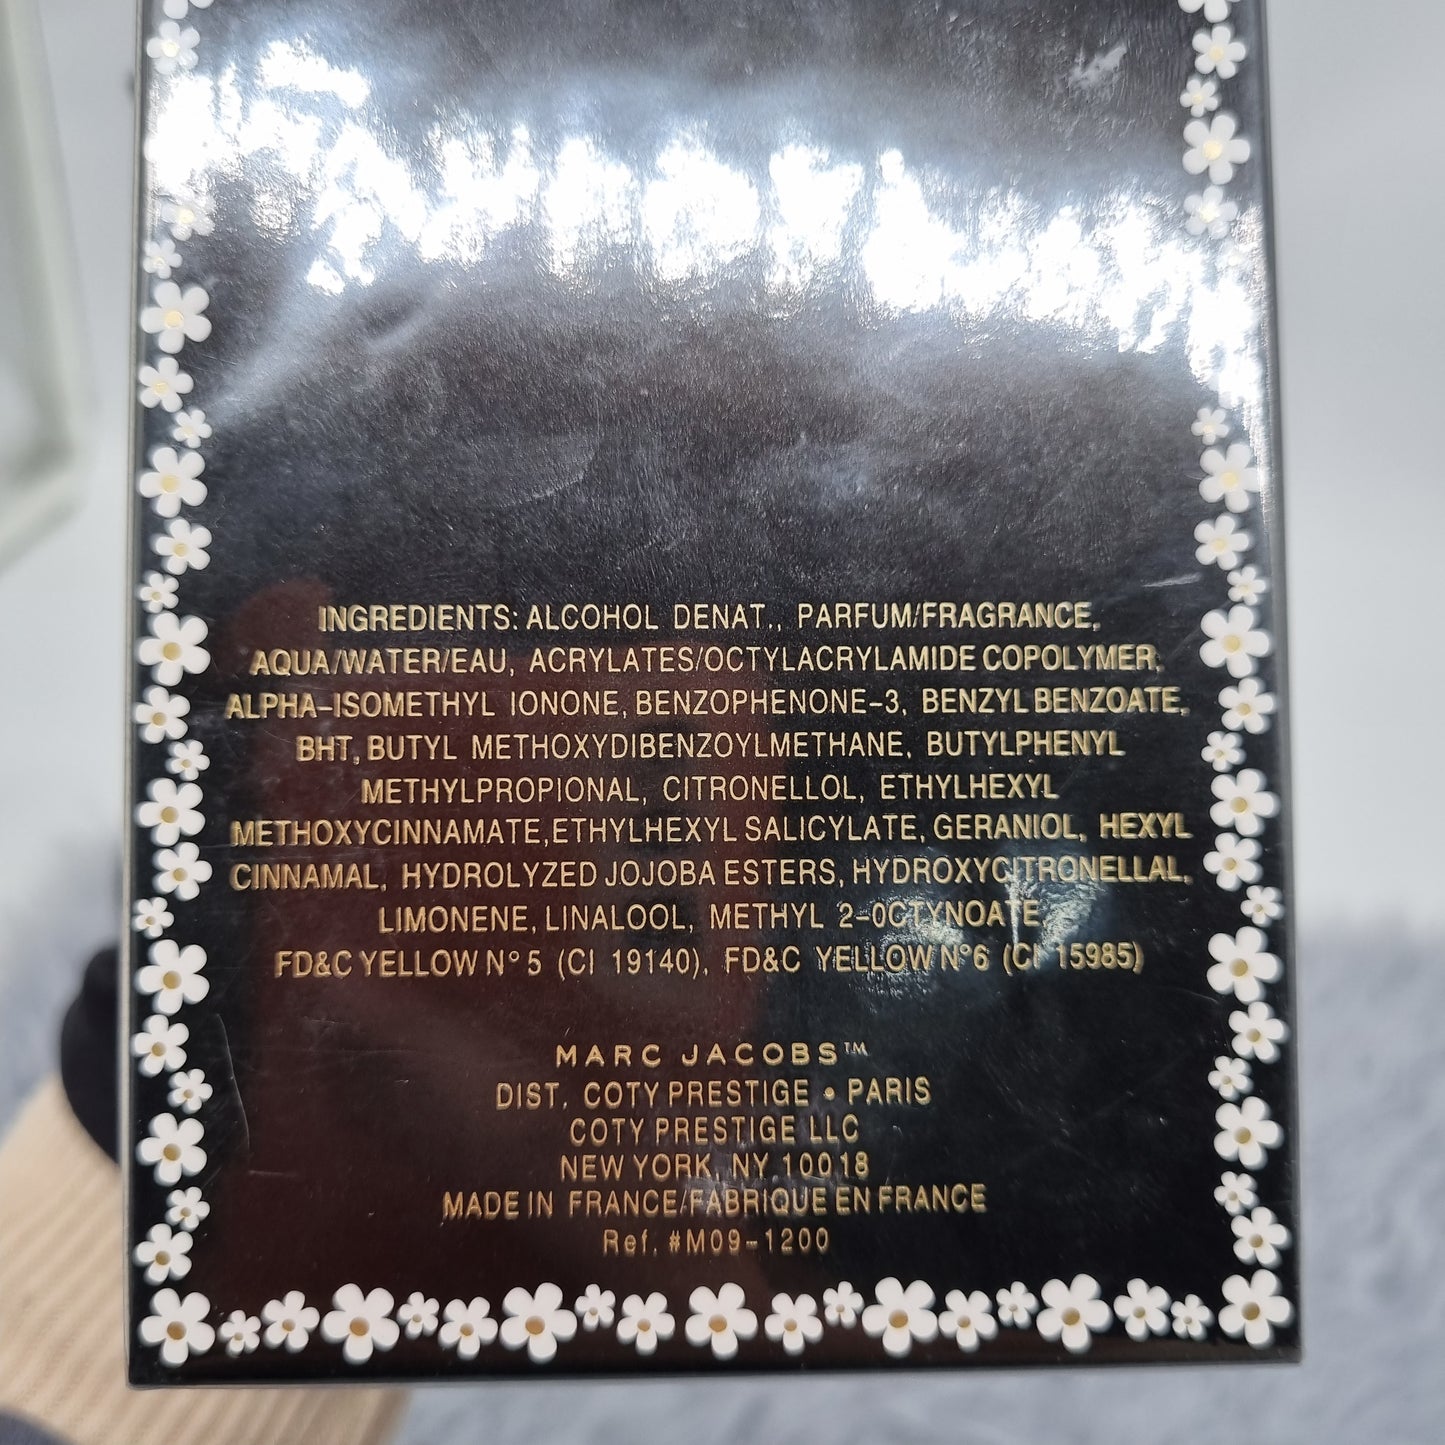 INGREDIENTS: ALCOHOL DENAT., PARFUM/FRAGRANCE,
AQUA/WATER/EAU, ACRYLATES/OCTYLACRYLAMIDE COPOLYMER,
ALPHA-ISOMETHYL IONONE, BENZOPHENONE-3, BENZYL BENZOATE,
BHT, BUTYL METHOXYDIBENZOYLMETHANE, BUTYLPHENYL
METHYLPROPIONAL, CITRONELLOL, ETHYLHEXYL
METHOXYCINNAMATE, ETHYLHEXYL SALICYLATE, GERANIOL, HEXYL
CINNAMAL, HYDROLYZED JOJOBA ESTERS, HYDROXYCITRONELLAL,
LIMONENE, LINALOOL, METHYL 2-OCTYNOATE,
FD&C YELLOW N° 5 (CI 19140), FD&C YELLOW N°6 (CI 15985)
MARC JACOBS™
DIST. COTY PRESTIGE • PARIS
COTY PRESTIGE LLC
NEW YORK, NY 10018
MADE IN FRANCE/FABRIQUE EN FRANCE
Ref. #M09-1200